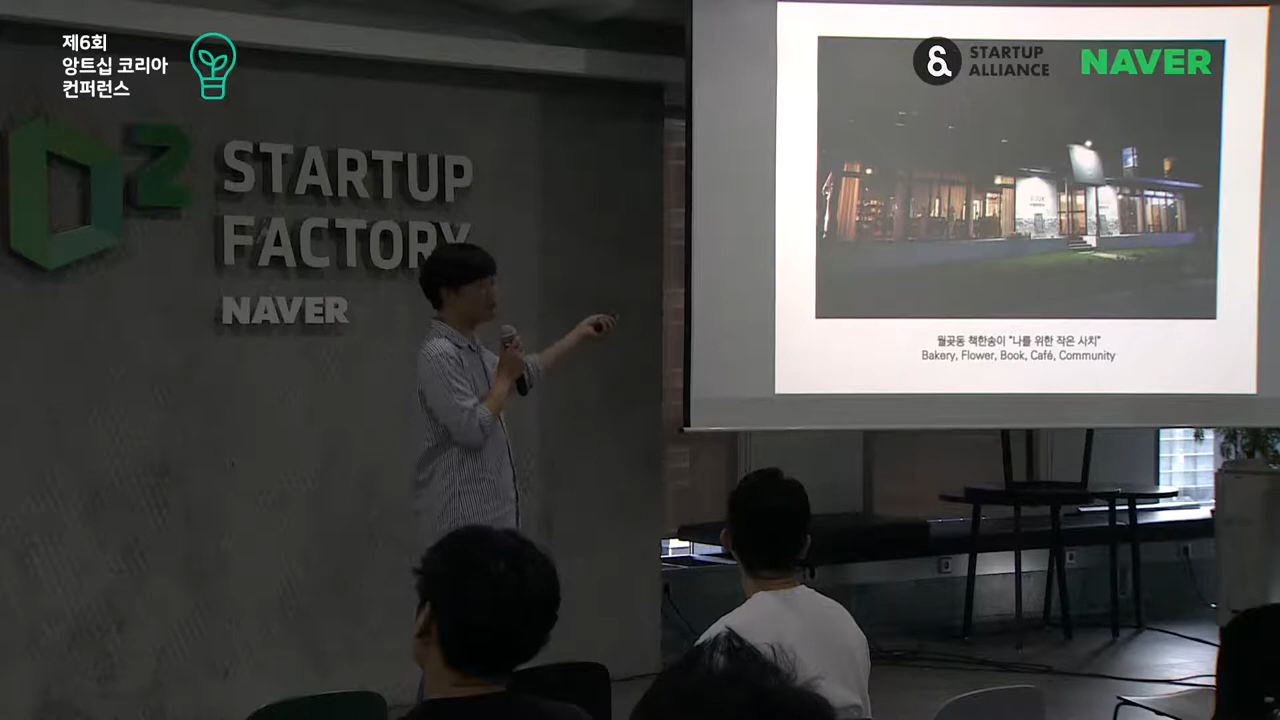 제6회
앙트십 코리아
컨퍼런스
D2
STARTUP
FACTORY
NAVER
&
STARTUP
ALLIANCE
NAVER
월곶동 책한송이 "나를 위한 작은 사치"
Bakery, Flower, Book, Café, Community